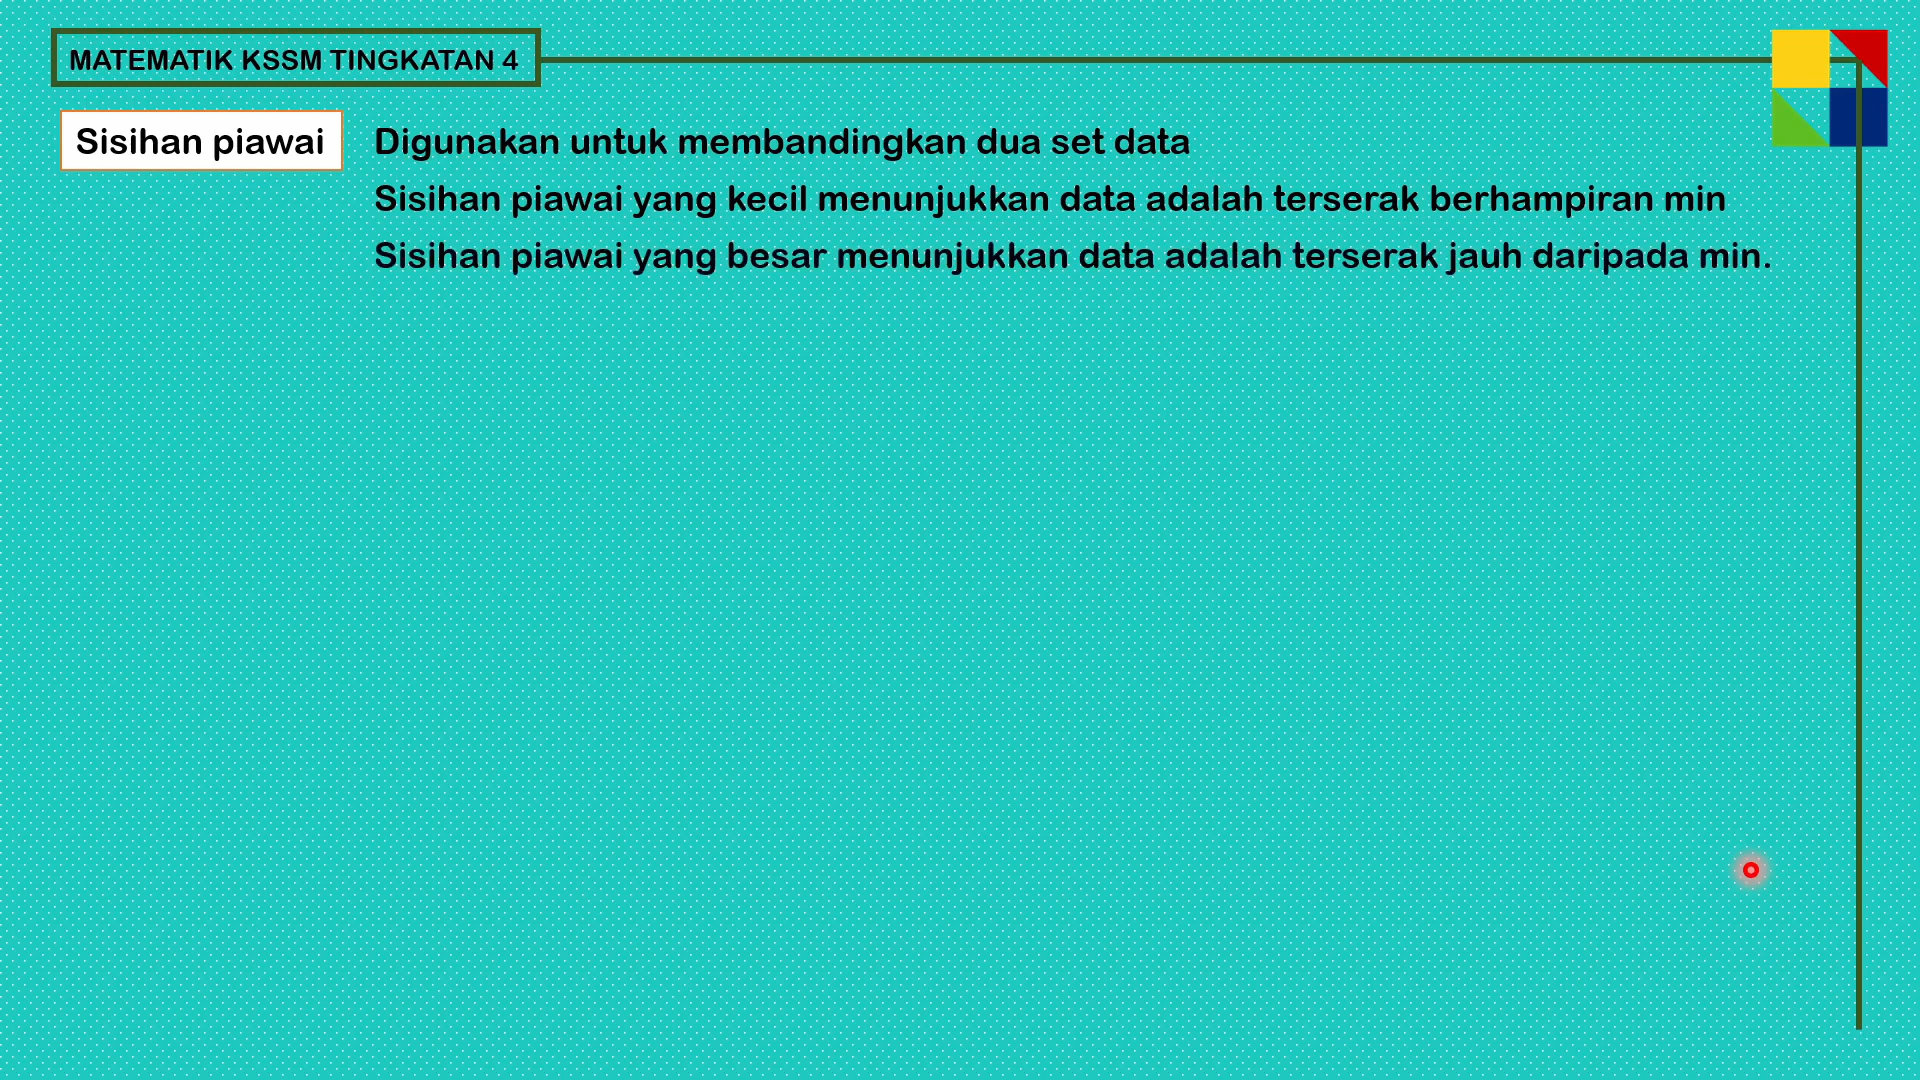 MATEMATIK KSSM TINGKATAN 4
Sisihan piawai
Digunakan untuk membandingkan dua set data
Sisihan piawai yang kecil menunjukkan data adalah terserak berhampiran min
Sisihan piawai yang besar menunjukkan data adalah terserak jauh daripada min.